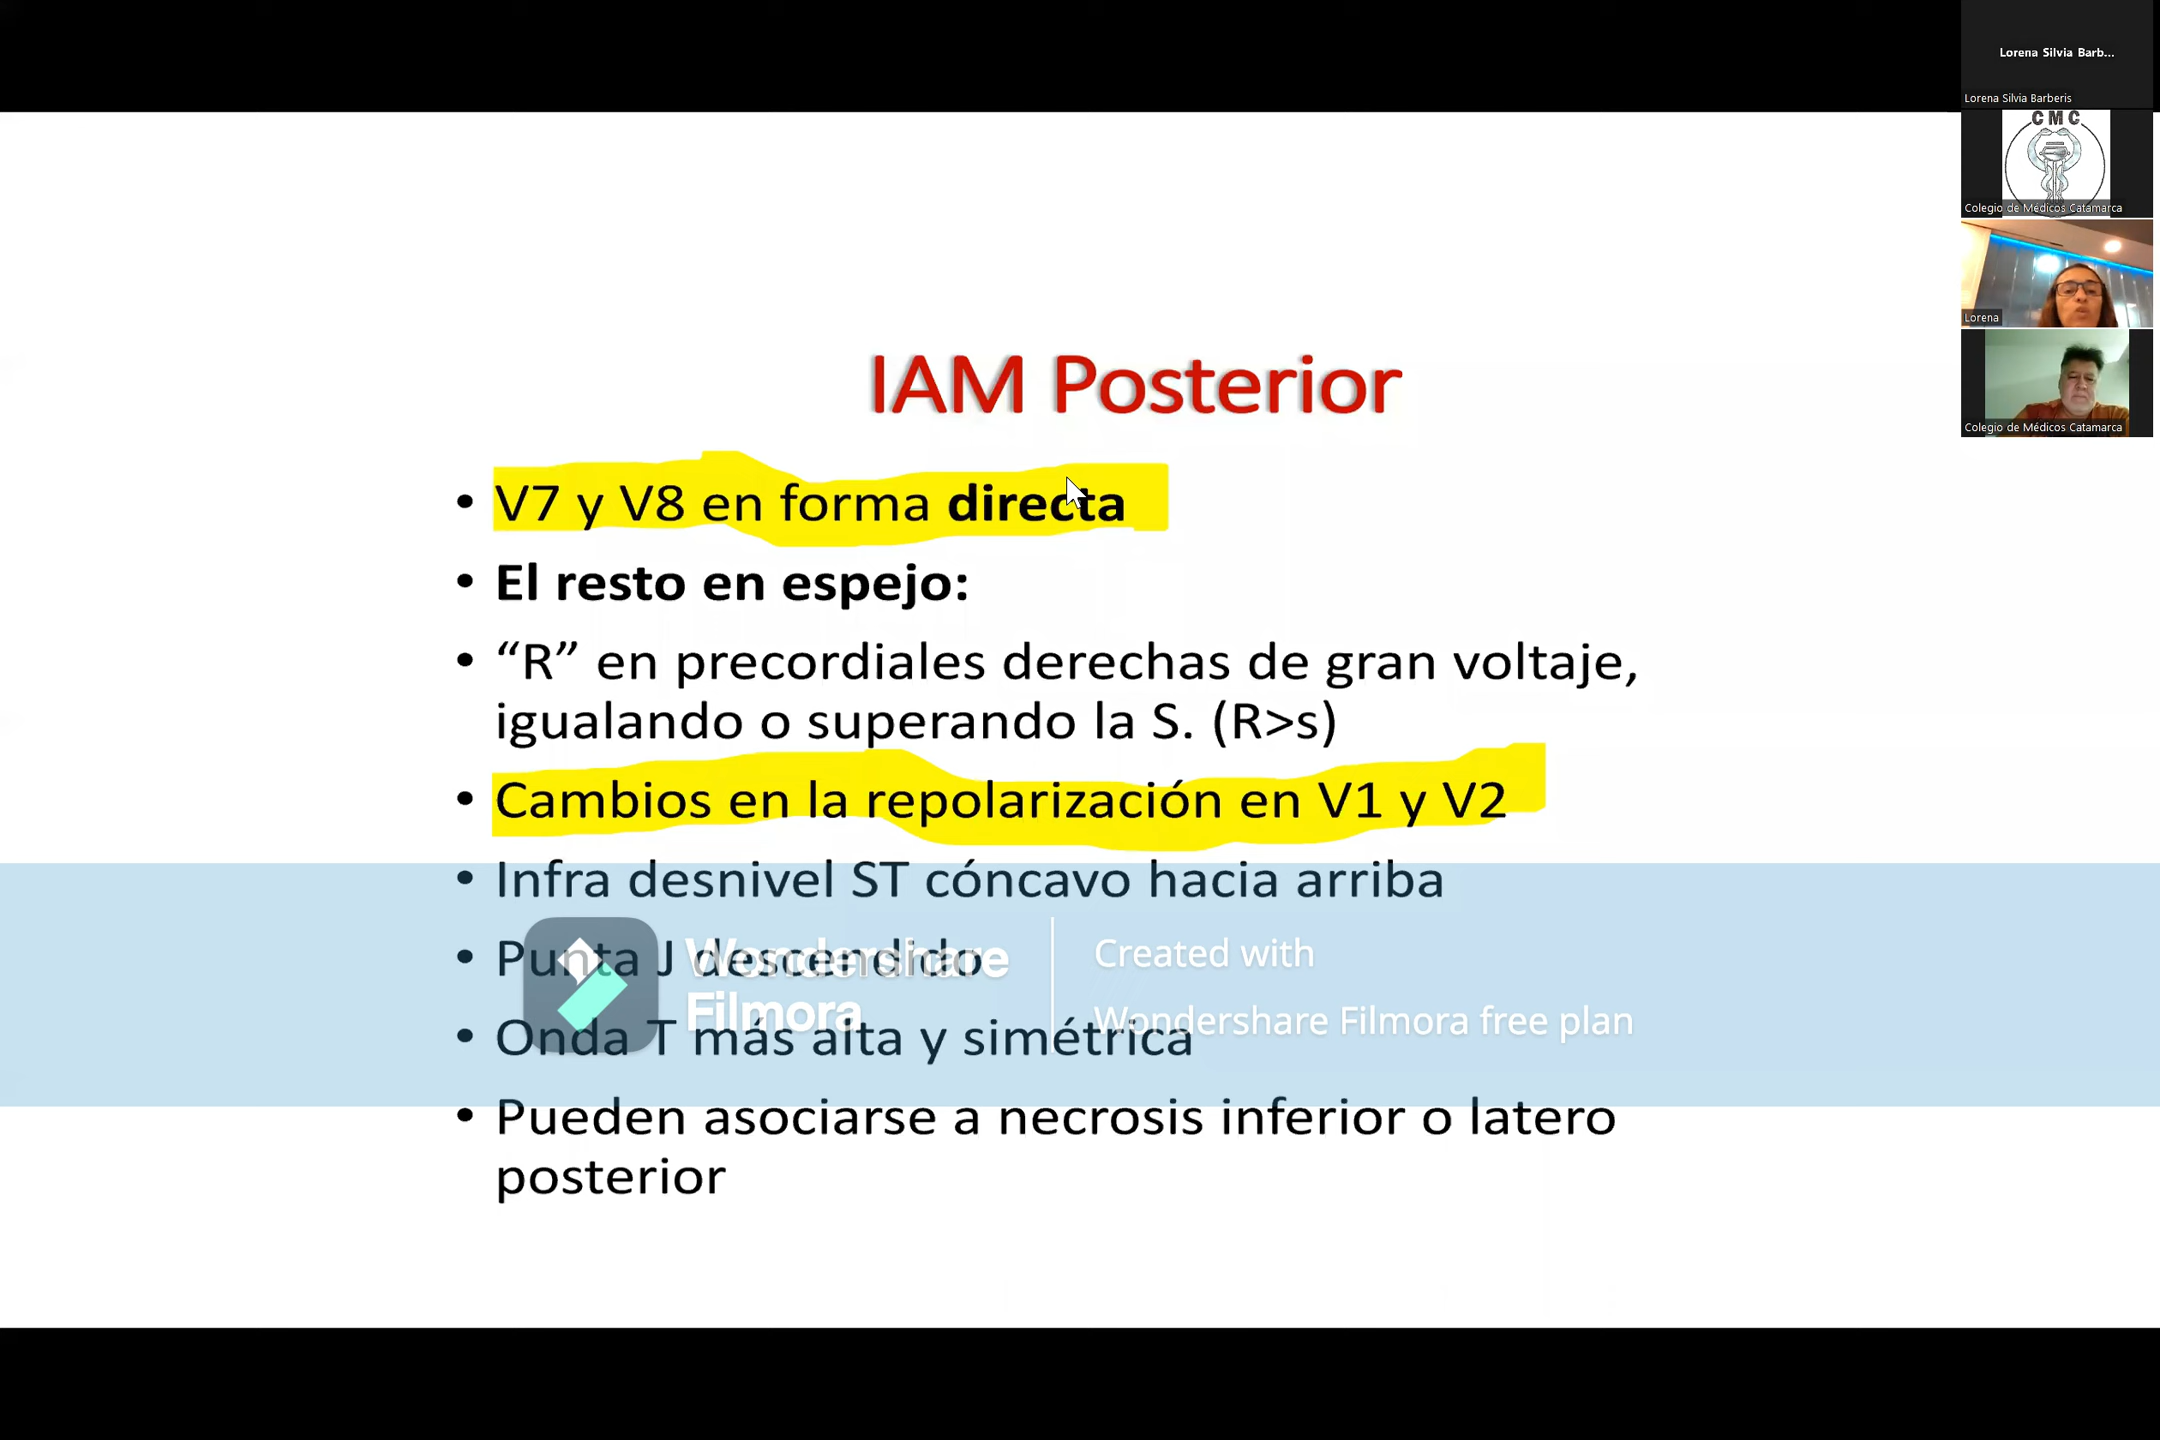 Lorena Silvia Barb...
Lorena Silvia Barberis
CMC
Colegio de Médicos Catamarca
Lorena
Colegio de Médicos Catamarca
IAM Posterior
• V7 y V8 en forma directa
• El resto en espejo:
• “R” en precordiales derechas de gran voltaje,
igualando o superando la S. (R>s)
• Cambios en la repolarización en V1 y V2
• Infra desnivel ST cóncavo hacia arriba
• Punta J descendido
• Onda T más alta y simétrica
• Pueden asociarse a necrosis inferior o latero
posterior
Wondershare
Filmora
Created with
Wondershare Filmora free plan